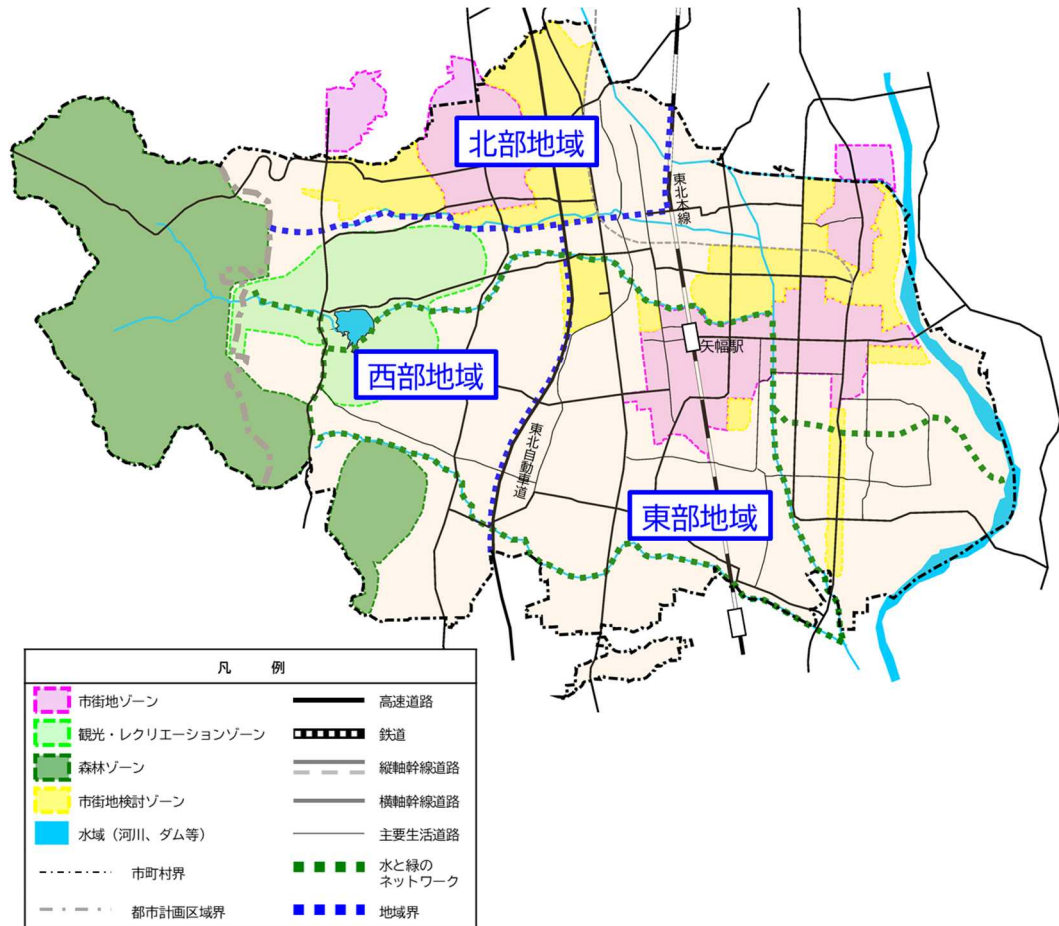 北部地域
東北本線
矢幅駅
西部地域
東北自動車道
東部地域
凡 例
市街地ゾーン
観光・レクリエーションゾーン
森林ゾーン
市街地検討ゾーン
水域（河川、ダム等）
市町村界
都市計画区域界
高速道路
鉄道
縦軸幹線道路
横軸幹線道路
主要生活道路
水と緑の
ネットワーク
地域界